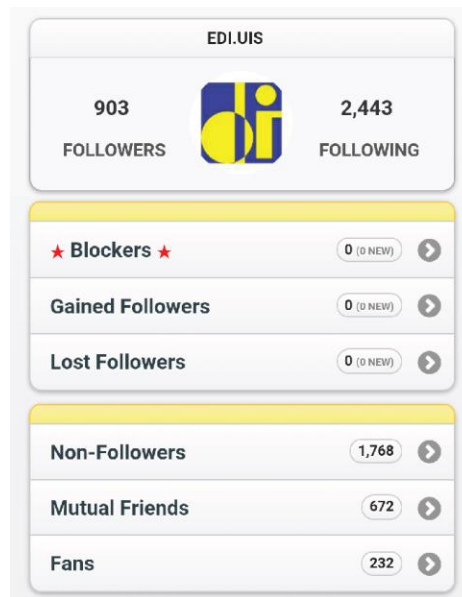 EDI.UIS
903
FOLLOWERS
2,443
FOLLOWING
di
★ Blockers ★ 0 (0 NEW)
Gained Followers 0 (0 NEW)
Lost Followers 0 (0 NEW)
Non-Followers 1,768
Mutual Friends 672
Fans 232